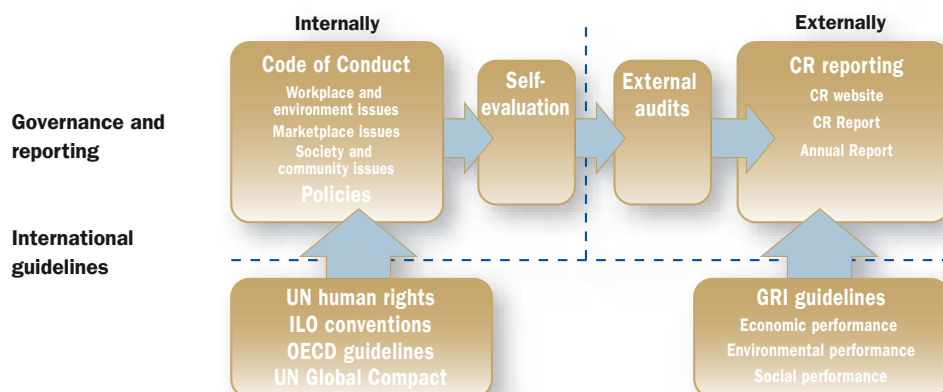 Internally
Externally
Governance and
reporting
Code of Conduct
Workplace and
environment issues
Marketplace issues
Society and
community issues
Policies
Self-
evaluation
External
audits
CR reporting
CR website
CR Report
Annual Report
International
guidelines
UN human rights
ILO conventions
OECD guidelines
UN Global Compact
GRI guidelines
Economic performance
Environmental performance
Social performance